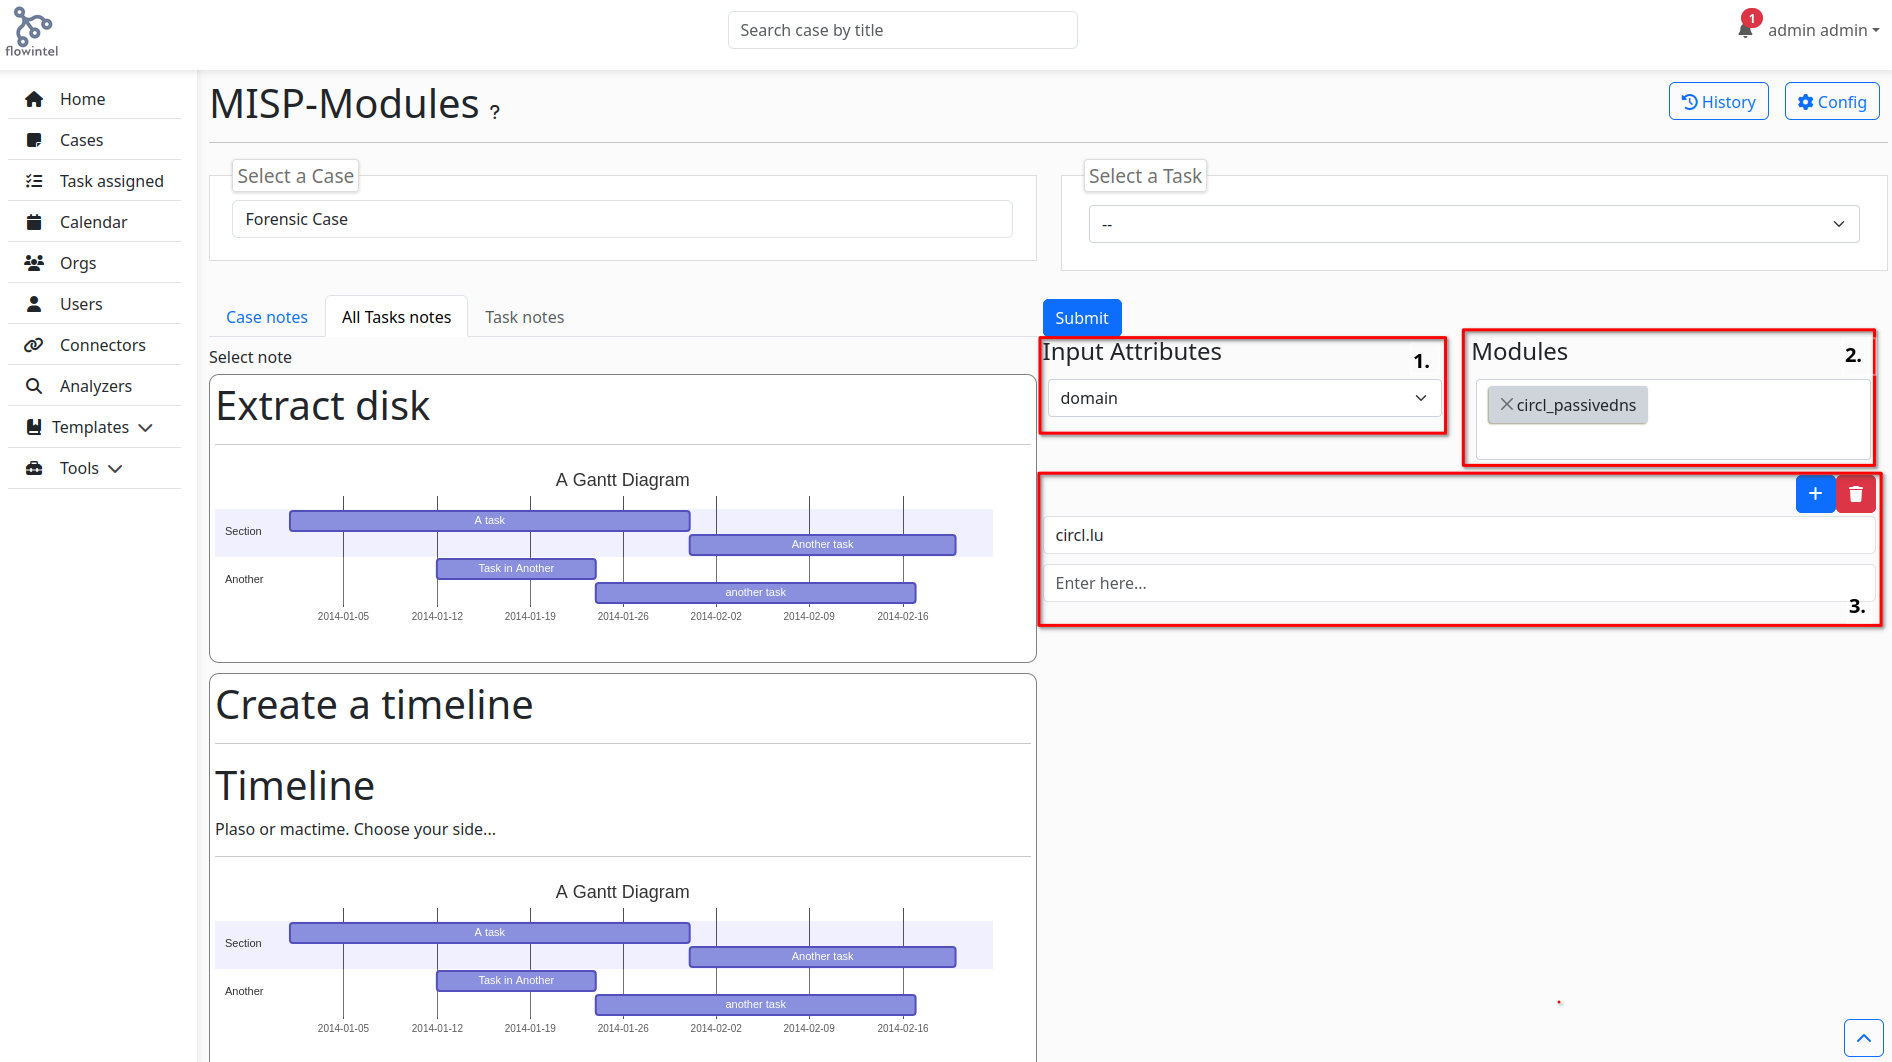 flowintel
Search case by title
1
admin admin
Home
Cases
Task assigned
Calendar
Orgs
Users
Connectors
Analyzers
Templates
Tools
MISP-Modules ?
History
Config
Select a Case
Forensic Case
Select a Task
--
Case notes
All Tasks notes
Task notes
Select note
Extract disk
A Gantt Diagram
Section
A task
Another task
Another
Task in Another
another task
2014-01-05 2014-01-12 2014-01-19 2014-01-26 2014-02-02 2014-02-09 2014-02-16
Create a timeline
Timeline
Plaso or mactime. Choose your side...
A Gantt Diagram
Section
A task
Another task
Another
Task in Another
another task
2014-01-05 2014-01-12 2014-01-19 2014-01-26 2014-02-02 2014-02-09 2014-02-16
Submit
Input Attributes
1.
domain
Modules
2.
circl_passivedns
+
circl.lu
Enter here...
3.